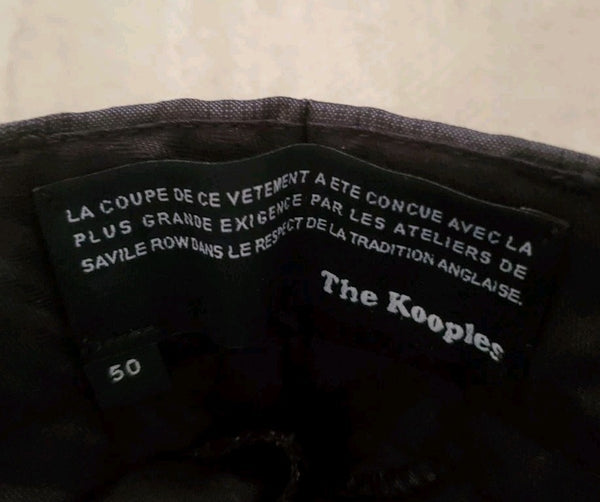 LA COUPE DE CE VETEMENT A ETE CONCUE AVEC LA
PLUS GRANDE EXIGENCE PAR LES ATELIERS DE
SAVILE ROW DANS LE RESPECT DE LA TRADITION ANGLAISE.
The Kooples
50